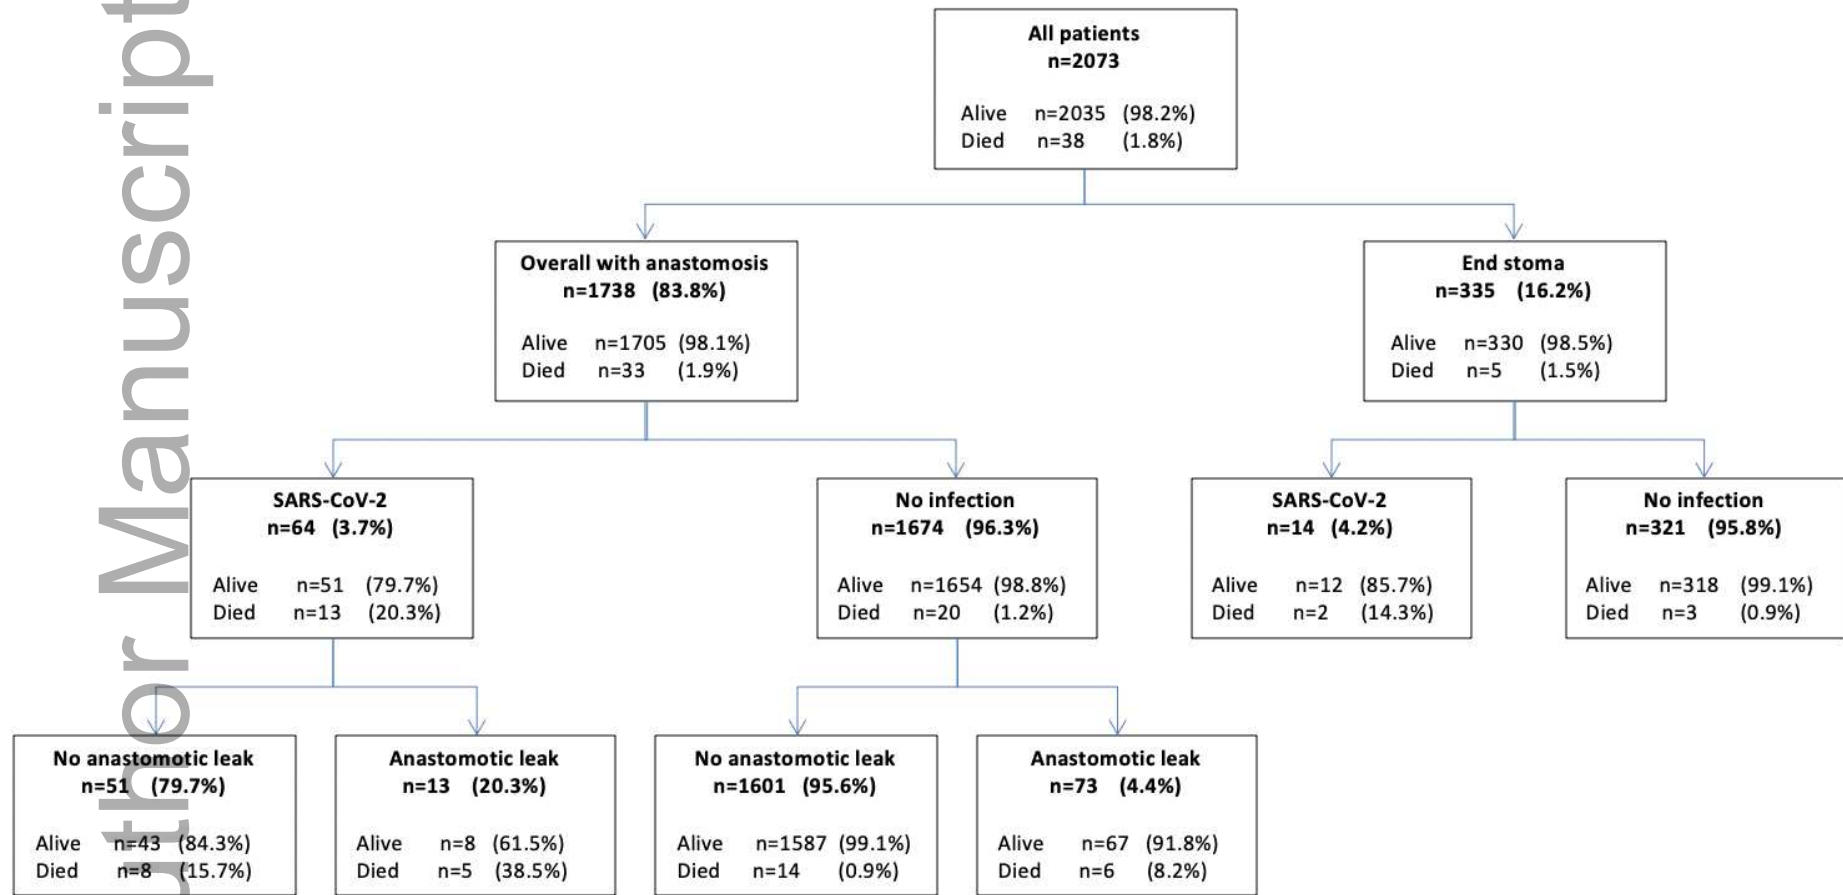 All patients
n=2073
Alive n=2035 (98.2%)
Died n=38 (1.8%)
Overall with anastomosis
n=1738 (83.8%)
Alive n=1705 (98.1%)
Died n=33 (1.9%)
End stoma
n=335 (16.2%)
Alive n=330 (98.5%)
Died n=5 (1.5%)
SARS-CoV-2
n=64 (3.7%)
Alive n=51 (79.7%)
Died n=13 (20.3%)
No infection
n=1674 (96.3%)
Alive n=1654 (98.8%)
Died n=20 (1.2%)
SARS-CoV-2
n=14 (4.2%)
Alive n=12 (85.7%)
Died n=2 (14.3%)
No infection
n=321 (95.8%)
Alive n=318 (99.1%)
Died n=3 (0.9%)
No anastomotic leak
n=51 (79.7%)
Alive n=43 (84.3%)
Died n=8 (15.7%)
Anastomotic leak
n=13 (20.3%)
Alive n=8 (61.5%)
Died n=5 (38.5%)
No anastomotic leak
n=1601 (95.6%)
Alive n=1587 (99.1%)
Died n=14 (0.9%)
Anastomotic leak
n=73 (4.4%)
Alive n=67 (91.8%)
Died n=6 (8.2%)
uthor Manuscript